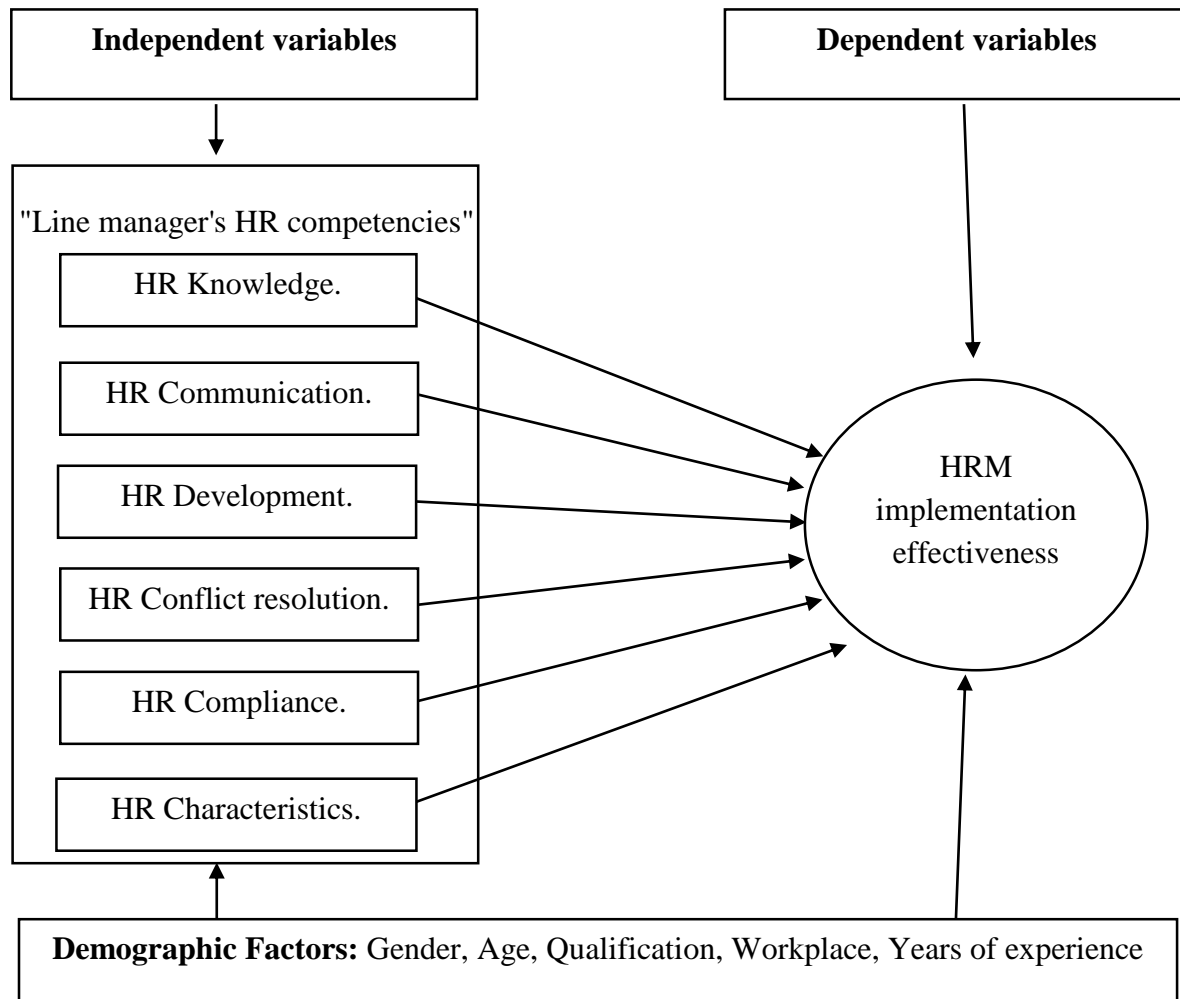 Independent variables
Dependent variables
"Line manager's HR competencies"
HR Knowledge.
HR Communication.
HR Development.
HR Conflict resolution.
HR Compliance.
HR Characteristics.
HRM
implementation
effectiveness
Demographic Factors: Gender, Age, Qualification, Workplace, Years of experience